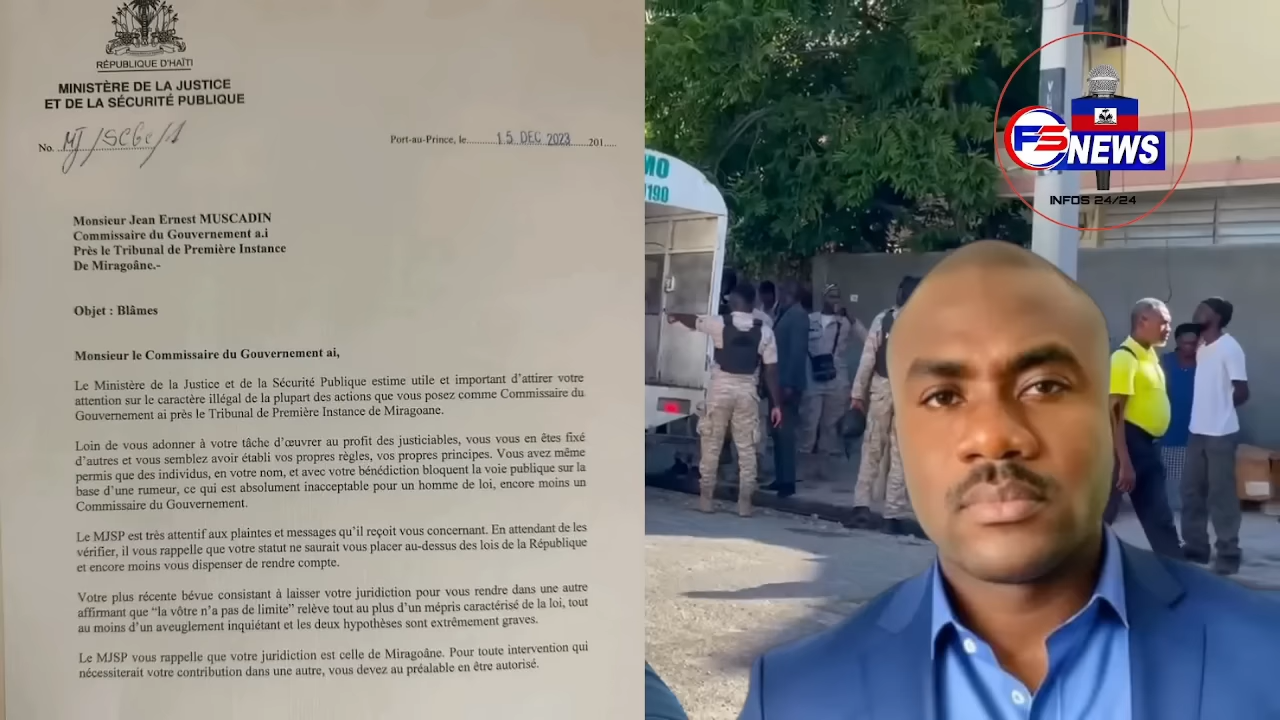 RÉPUBLIQUE D'HAÏTI
MINISTÈRE DE LA JUSTICE
ET DE LA SÉCURITÉ PUBLIQUE
No. MJ/SCGe/1
Port-au-Prince, le.........15 DEC 2023......201.....
Monsieur Jean Ernest MUSCADIN
Commissaire du Gouvernement a.i
Près le Tribunal de Première Instance
De Miragoâne.-
Objet : Blâmes
Monsieur le Commissaire du Gouvernement ai,
Le Ministère de la Justice et de la Sécurité Publique estime utile et important d'attirer votre
attention sur le caractère illégal de la plupart des actions que vous posez comme Commissaire du
Gouvernement ai près le Tribunal de Première Instance de Miragoane.
Loin de vous adonner à votre tâche d'œuvrer au profit des justiciables, vous vous en êtes fixé
d'autres et vous semblez avoir établi vos propres règles, vos propres principes. Vous avez même
permis que des individus, en votre nom, et avec votre bénédiction bloquent la voie publique sur la
base d'une rumeur, ce qui est absolument inacceptable pour un homme de loi, encore moins un
Commissaire du Gouvernement.
Le MJSP est très attentif aux plaintes et messages qu'il reçoit vous concernant. En attendant de les
vérifier, il vous rappelle que votre statut ne saurait vous placer au-dessus des lois de la République
et encore moins vous dispenser de rendre compte.
Votre plus récente bévue consistant à laisser votre juridiction pour vous rendre dans une autre
affirmant que "la vôtre n'a pas de limite" relève tout au plus d'un mépris caractérisé de la loi, tout
au moins d'un aveuglement inquiétant et les deux hypothèses sont extrêmement graves.
Le MJSP vous rappelle que votre juridiction est celle de Miragoâne. Pour toute intervention qui
nécessiterait votre contribution dans une autre, vous devez au préalable en être autorisé.
MO
190
FS NEWS
INFOS 24/24